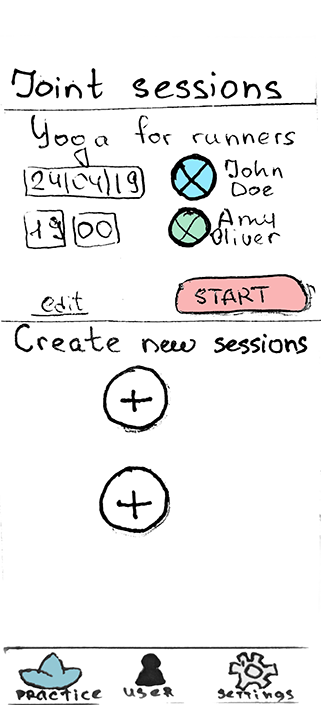 Joint sessions
Yoga for runners
24/04/19
John
Doe
19 00
Amy
Oliver
edit
START
Create new sessions
+
+
PRACTICE USER SETTINGS